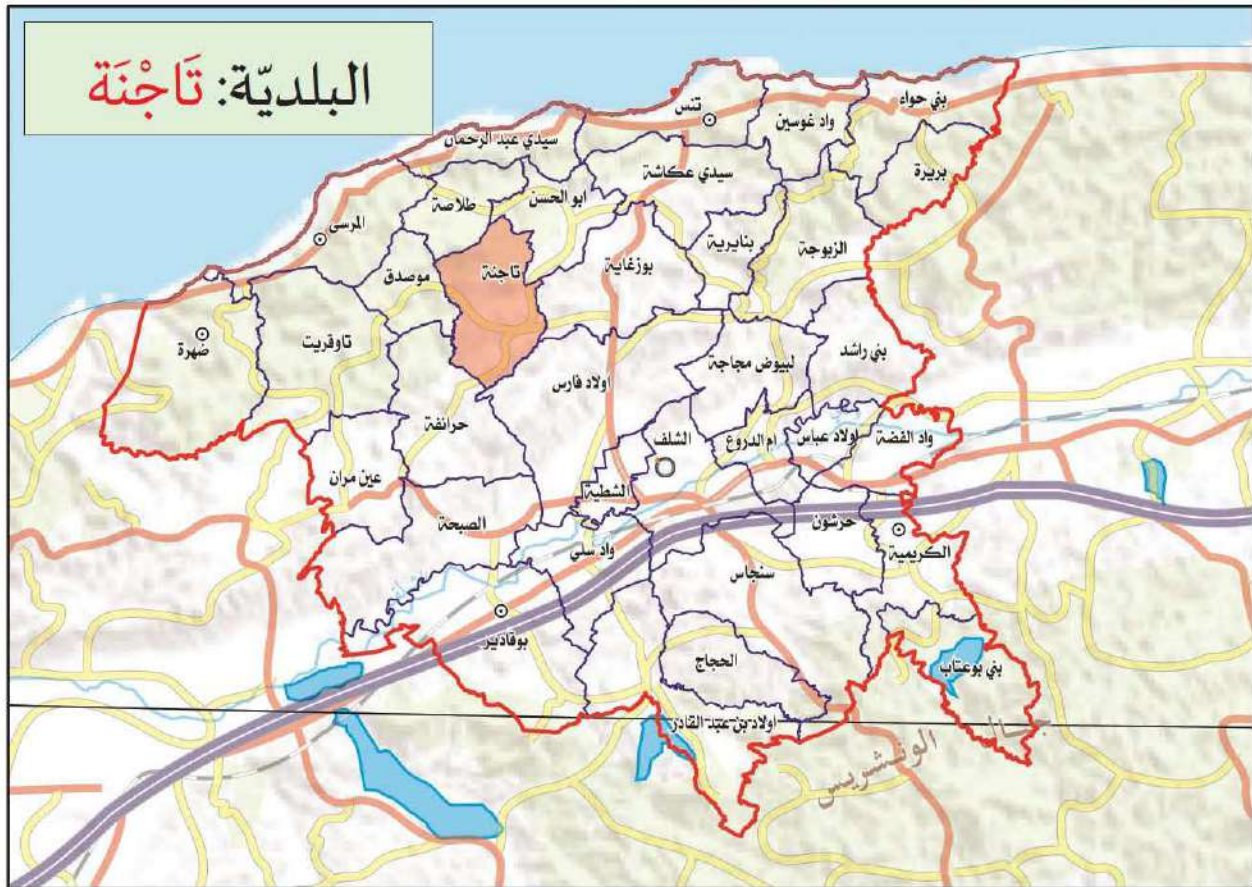 البلديّة: تَاجْنَة
بني حواء
تنس
واد غوسين
سيدي عبد الرحمان
بريرة
سيدي عكاشة
ابو الحسن
طلاصة
المرسى
بنايرية
الزبوجة
بوزغاية
تاجنة
موصدق
ضهرة
تاوقريت
بني راشد
لبيوض مجاجة
اولاد فارس
حرانفة
الشلف
ام الدروع
اولاد عباس
واد الفضة
عين مران
الشطية
الصبحة
حرشون
الكريمية
واد سلي
سنجاس
بوقادير
الحجاج
بني بوعتاب
اولاد بن عبد القادر
جبال الونشريس